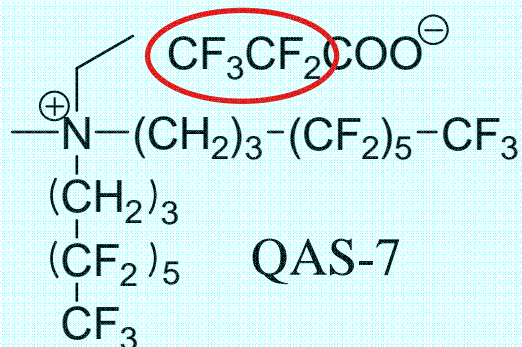 CF₃CF₂COO⊖
⊕
N—(CH₂)₃-(CF₂)₅-CF₃
(CH₂)₃
(CF₂)₅
QAS-7
CF₃